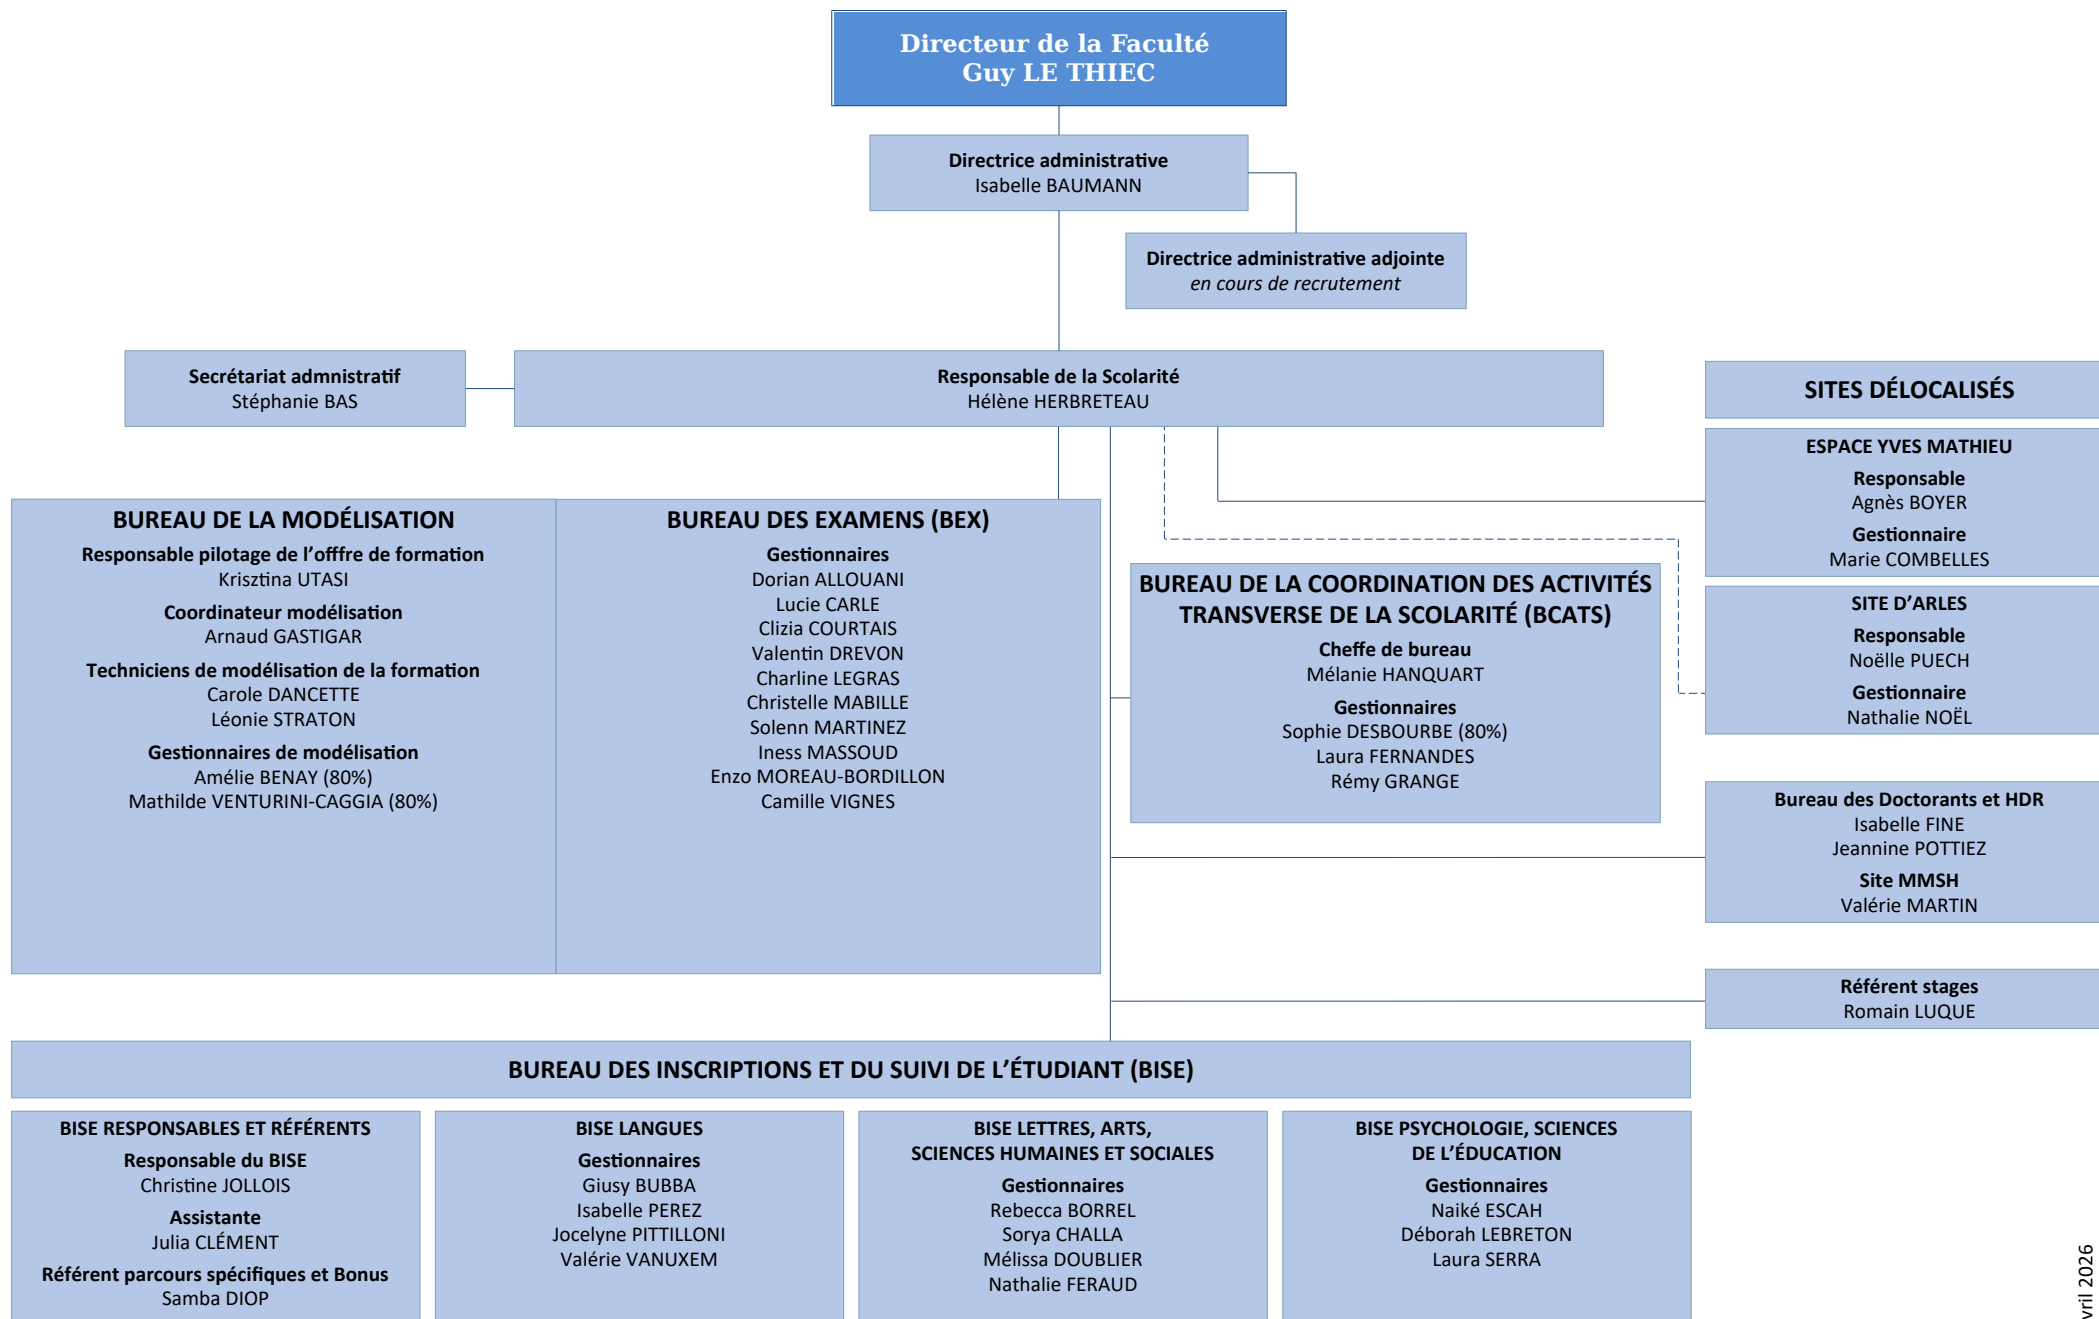 Directeur de la Faculté
Guy LE THIEC
Directrice administrative
Isabelle BAUMANN
Directrice administrative adjointe
en cours de recrutement
Secrétariat admnistratif
Stéphanie BAS
Responsable de la Scolarité
Hélène HERBRETEAU
SITES DÉLOCALISÉS
ESPACE YVES MATHIEU
Responsable
Agnès BOYER
Gestionnaire
Marie COMBELLES
SITE D’ARLES
Responsable
Noëlle PUECH
Gestionnaire
Nathalie NOËL
BUREAU DE LA MODÉLISATION
Responsable pilotage de l’offfre de formation
Krisztina UTASI
Coordinateur modélisation
Arnaud GASTIGAR
Techniciens de modélisation de la formation
Carole DANCETTE
Léonie STRATON
Gestionnaires de modélisation
Amélie BENAY (80%)
Mathilde VENTURINI-CAGGIA (80%)
BUREAU DES EXAMENS (BEX)
Gestionnaires
Dorian ALLOUANI
Lucie CARLE
Clizia COURTAIS
Valentin DREVON
Charline LEGRAS
Christelle MABILLE
Solenn MARTINEZ
Iness MASSOUD
Enzo MOREAU-BORDILLON
Camille VIGNES
BUREAU DE LA COORDINATION DES ACTIVITÉS
TRANSVERSE DE LA SCOLARITÉ (BCATS)
Cheffe de bureau
Mélanie HANQUART
Gestionnaires
Sophie DESBOURBE (80%)
Laura FERNANDES
Rémy GRANGE
Bureau des Doctorants et HDR
Isabelle FINE
Jeannine POTTIEZ
Site MMSH
Valérie MARTIN
Référent stages
Romain LUQUE
BUREAU DES INSCRIPTIONS ET DU SUIVI DE L’ÉTUDIANT (BISE)
BISE RESPONSABLES ET RÉFÉRENTS
Responsable du BISE
Christine JOLLOIS
Assistante
Julia CLÉMENT
Référent parcours spécifiques et Bonus
Samba DIOP
BISE LANGUES
Gestionnaires
Giusy BUBBA
Isabelle PEREZ
Jocelyne PITTILLONI
Valérie VANUXEM
BISE LETTRES, ARTS,
SCIENCES HUMAINES ET SOCIALES
Gestionnaires
Rebecca BORREL
Sorya CHALLA
Mélissa DOUBLIER
Nathalie FERAUD
BISE PSYCHOLOGIE, SCIENCES
DE L’ÉDUCATION
Gestionnaires
Naiké ESCAH
Déborah LEBRETON
Laura SERRA
vril 2026